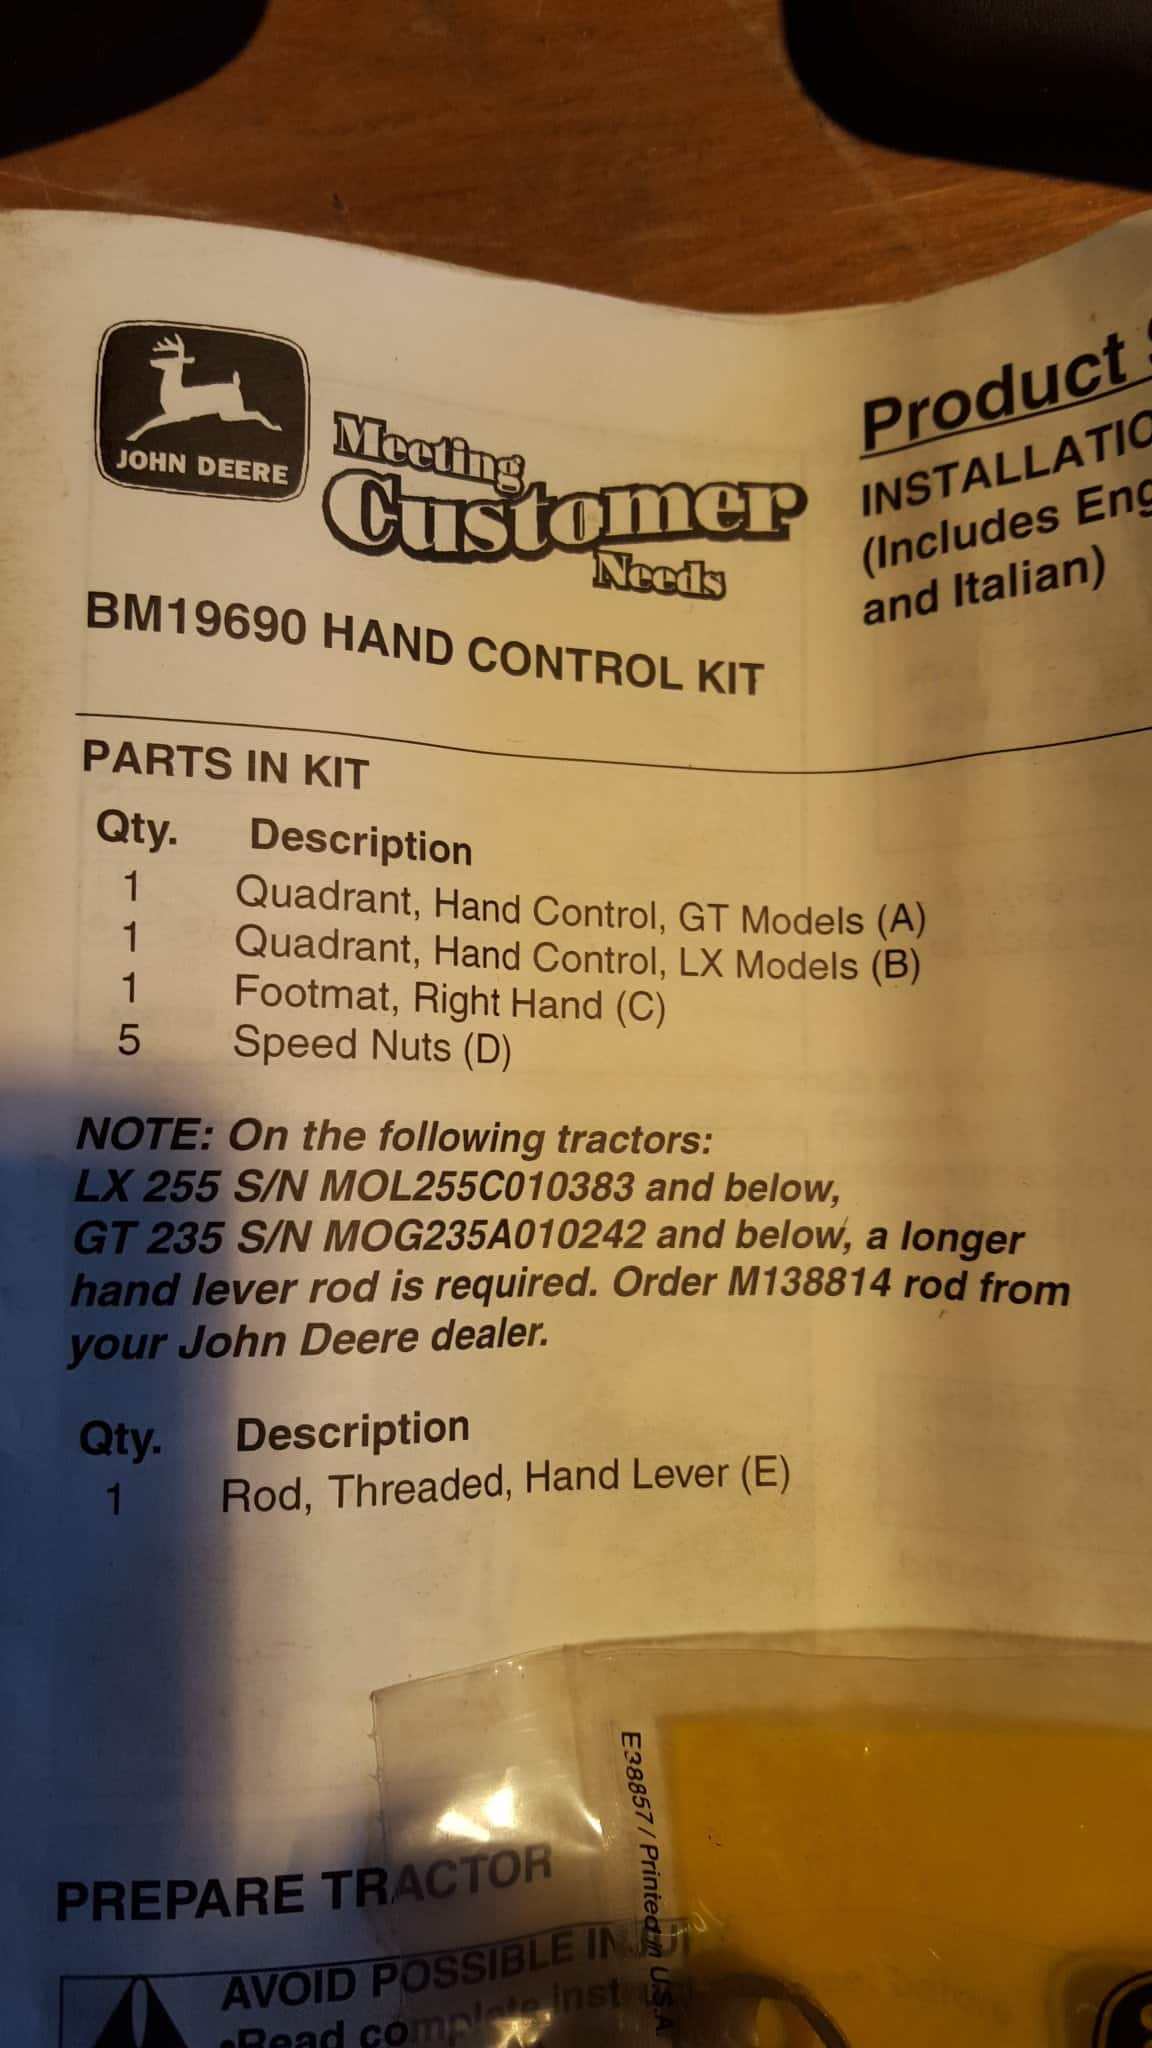 JOHN DEERE
Meeting
Customer
Needs
BM19690 HAND CONTROL KIT
Product
INSTALLATIO
(Includes Eng
and Italian)
PARTS IN KIT
Qty. Description
1 Quadrant, Hand Control, GT Models (A)
1 Quadrant, Hand Control, LX Models (B)
1 Footmat, Right Hand (C)
5 Speed Nuts (D)
NOTE: On the following tractors:
LX 255 S/N MOL255C010383 and below,
GT 235 S/N MOG235A010242 and below, a longer
hand lever rod is required. Order M138814 rod from
your John Deere dealer.
Qty. Description
1 Rod, Threaded, Hand Lever (E)
E38857 / Printed in U.S.A.
PREPARE TRACTOR
AVOID POSSIBLE INJU
•Read complete inst